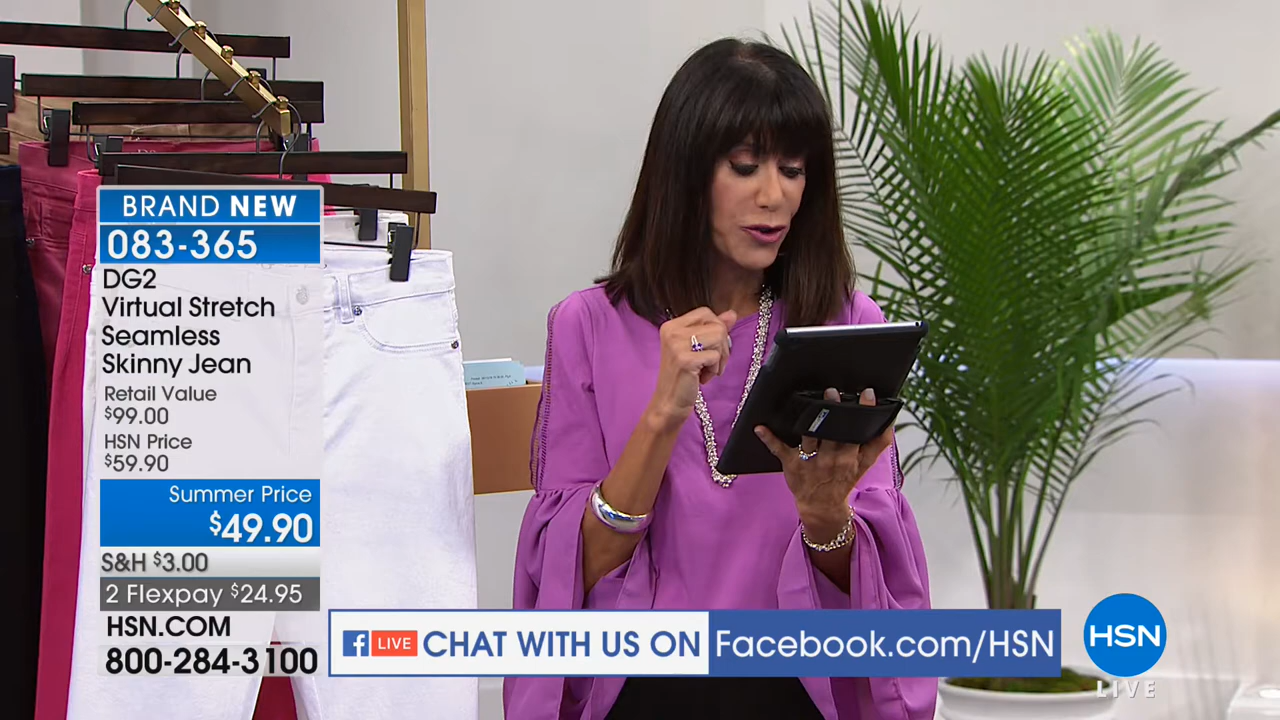 BRAND NEW
083-365
DG2
Virtual Stretch
Seamless
Skinny Jean
Retail Value
$99.00
HSN Price
$59.90
Summer Price
$49.90
S&H $3.00
2 Flexpay $24.95
HSN.COM
800-284-3100
f LIVE CHAT WITH US ON Facebook.com/HSN
HSN
LIVE